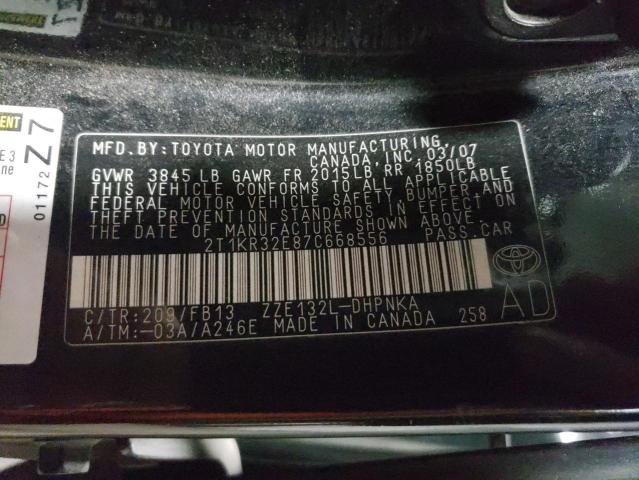 MFD.BY:TOYOTA MOTOR MANUFACTURING,
CANADA,INC. 03/07
GVWR 3845 LB GAWR FR 2015LB RR 1850LB
THIS VEHICLE CONFORMS TO ALL APPLICABLE
FEDERAL MOTOR VEHICLE SAFETY, BUMPER AND
THEFT PREVENTION STANDARDS IN EFFECT ON
THE DATE OF MANUFACTURE SHOWN ABOVE.
2T1KR32E87C668556 PASS.CAR
C/TR:209/FB13 ZZE132L-DHPNKA
A/TM:-03A/A246E MADE IN CANADA 258
AD
ENT
E 3
ne
Z7
01172